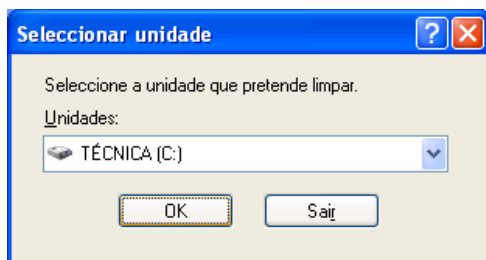 Seleccionar unidade
Seleccione a unidade que pretende limpar.
Unidades:
TÉCNICA (C:)
OK
Sair